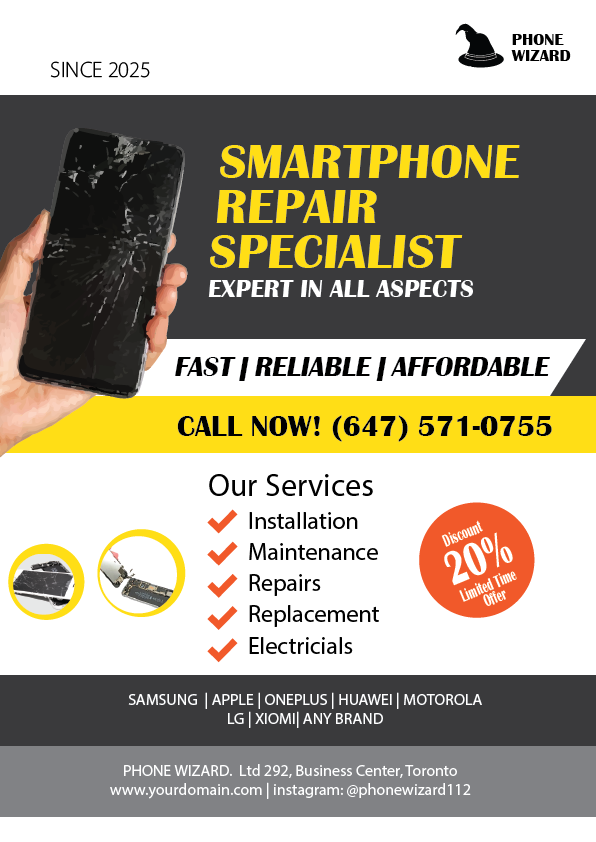 SINCE 2025
PHONE
WIZARD
SMARTPHONE
REPAIR
SPECIALIST
EXPERT IN ALL ASPECTS
FAST | RELIABLE | AFFORDABLE
CALL NOW! (647) 571-0755
Our Services
Installation
Maintenance
Repairs
Replacement
Electricials
Discount
20%
Limited Time
Offer
SAMSUNG | APPLE | ONEPLUS | HUAWEI | MOTOROLA
LG | XIOMI| ANY BRAND
PHONE WIZARD. Ltd 292, Business Center, Toronto
www.yourdomain.com | instagram: @phonewizard112